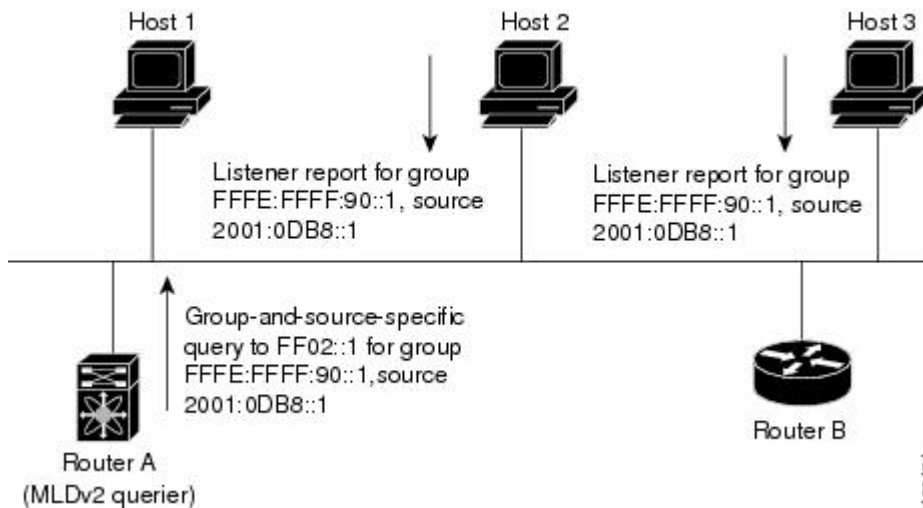 Host 1
Host 2
Host 3
Listener report for group
FFFE:FFFF:90::1, source
2001:0DB8::1
Listener report for group
FFFE:FFFF:90::1, source
2001:0DB8::1
Group-and-source-specific
query to FF02::1 for group
FFFE:FFFF:90::1,source
2001:0DB8::1
Router A
(MLDv2 querier)
Router B